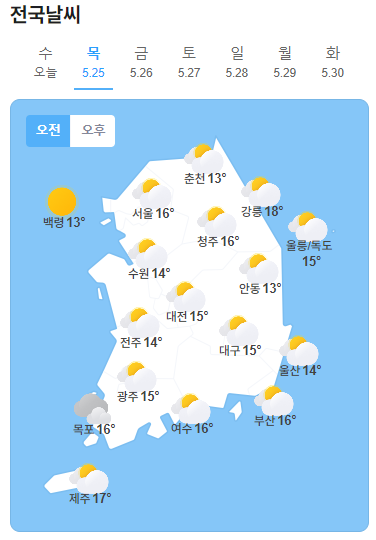 전국날씨
수 목 금 토 일 월 화
오늘 5.25 5.26 5.27 5.28 5.29 5.30
오전 오후
춘천 13°
백령 13°
서울 16°
강릉 18°
청주 16°
울릉/독도
15°
수원 14°
안동 13°
대전 15°
전주 14°
대구 15°
울산 14°
광주 15°
목포 16°
여수 16°
부산 16°
제주 17°